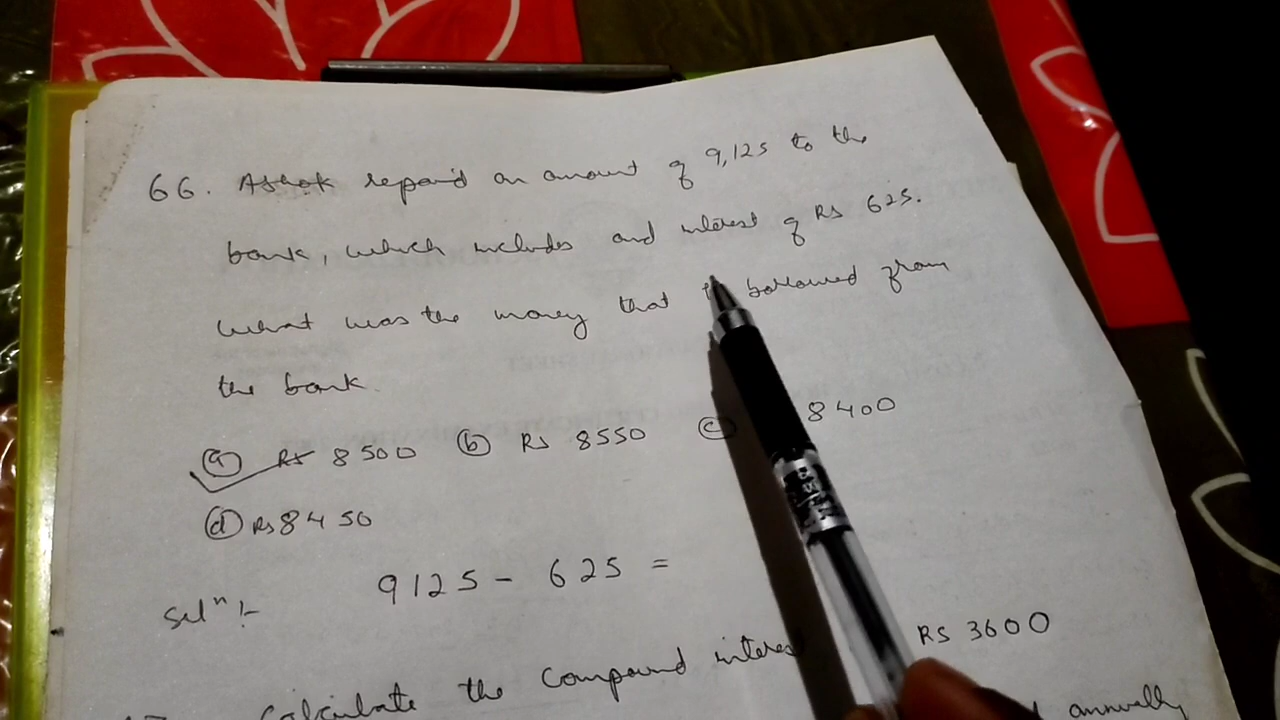 66. Ashok repaid an amount of 9,125 to the
bank, which includes and interest of RS 625.
What was the money that borrowed from
the bank.
(a) RS 8500 (b) RS 8550 (c) 8400
(d) RS 8450
Solⁿ:- 9125 - 625 =
Calculate the compound interest RS 3600
annually